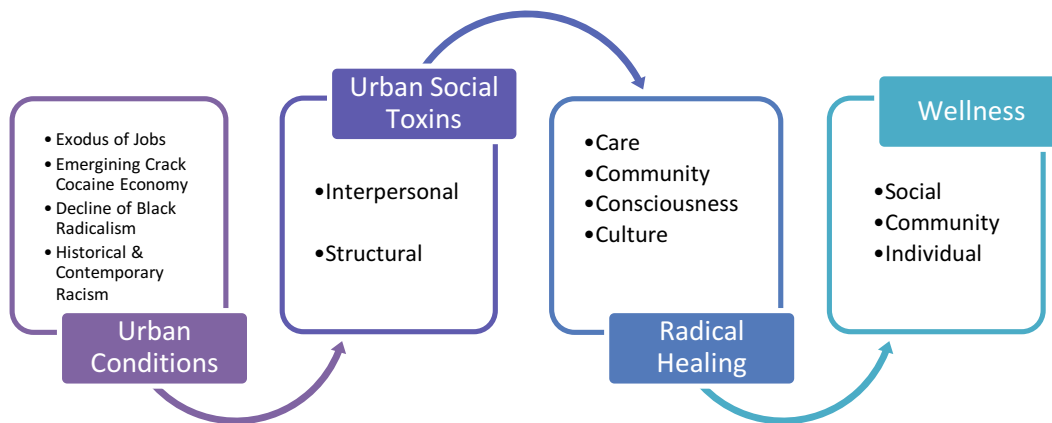 • Exodus of Jobs
• Emergining Crack
Cocaine Economy
• Decline of Black
Radicalism
• Historical &
Contemporary
Racism
Urban
Conditions
Urban Social
Toxins
•Interpersonal
•Structural
•Care
•Community
•Consciousness
•Culture
Radical
Healing
Wellness
•Social
•Community
•Individual